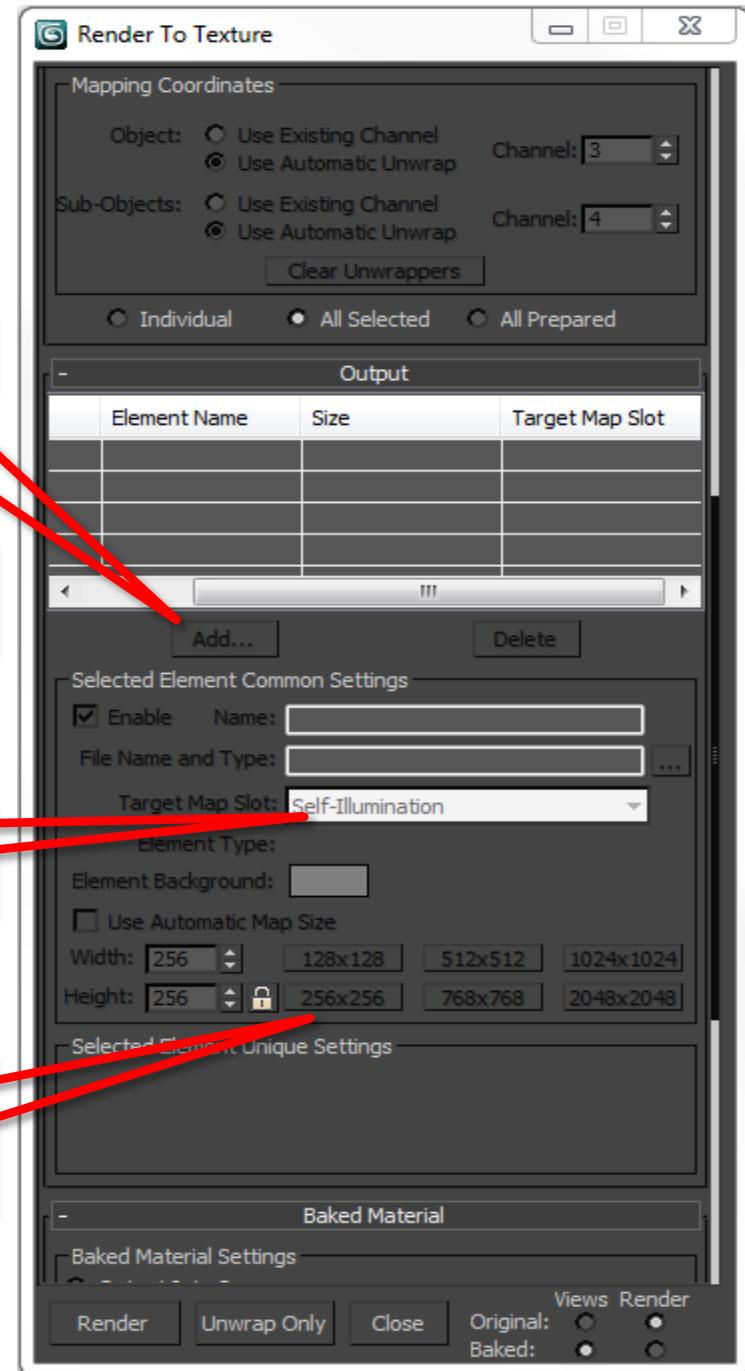 Render To Texture
Mapping Coordinates
Object: Use Existing Channel
Use Automatic Unwrap
Channel: 3
Sub-Objects: Use Existing Channel
Use Automatic Unwrap
Channel: 4
Clear Unwrappers
Individual All Selected All Prepared
- Output
Element Name Size Target Map Slot
Add... Delete
Selected Element Common Settings
Enable Name:
File Name and Type: ...
Target Map Slot: Self-Illumination
Element Type:
Element Background:
Use Automatic Map Size
Width: 256 128x128 512x512 1024x1024
Height: 256 256x256 768x768 2048x2048
Selected Element Unique Settings
- Baked Material
Baked Material Settings
Views Render
Render Unwrap Only Close Original:
Baked: